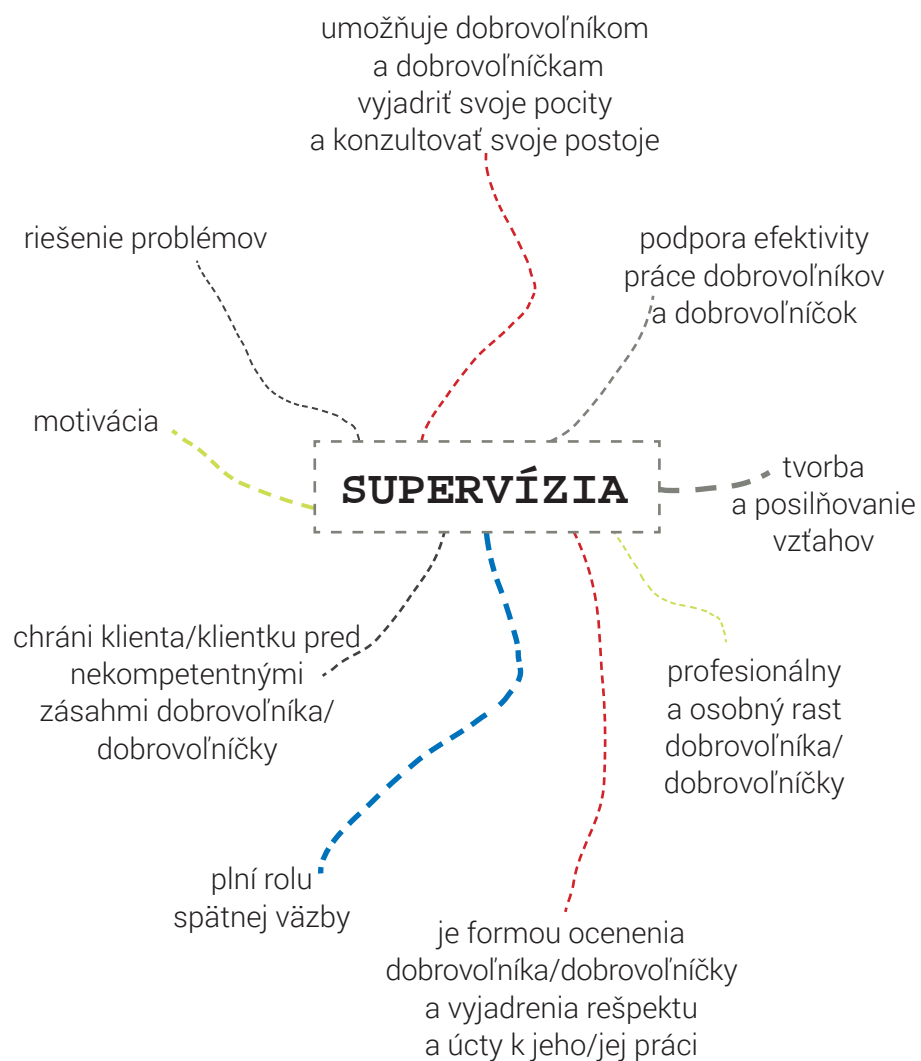 umožňuje dobrovoľníkom
a dobrovoľníčkam
vyjadriť svoje pocity
a konzultovať svoje postoje
riešenie problémov
podpora efektivity
práce dobrovoľníkov
a dobrovoľníčok
motivácia
SUPERVÍZIA
tvorba
a posilňovanie
vzťahov
chráni klienta/klientku pred
nekompetentnými
zásahmi dobrovoľníka/
dobrovoľníčky
profesionálny
a osobný rast
dobrovoľníka/
dobrovoľníčky
plní rolu
spätnej väzby
je formou ocenenia
dobrovoľníka/dobrovoľníčky
a vyjadrenia rešpektu
a úcty k jeho/jej práci